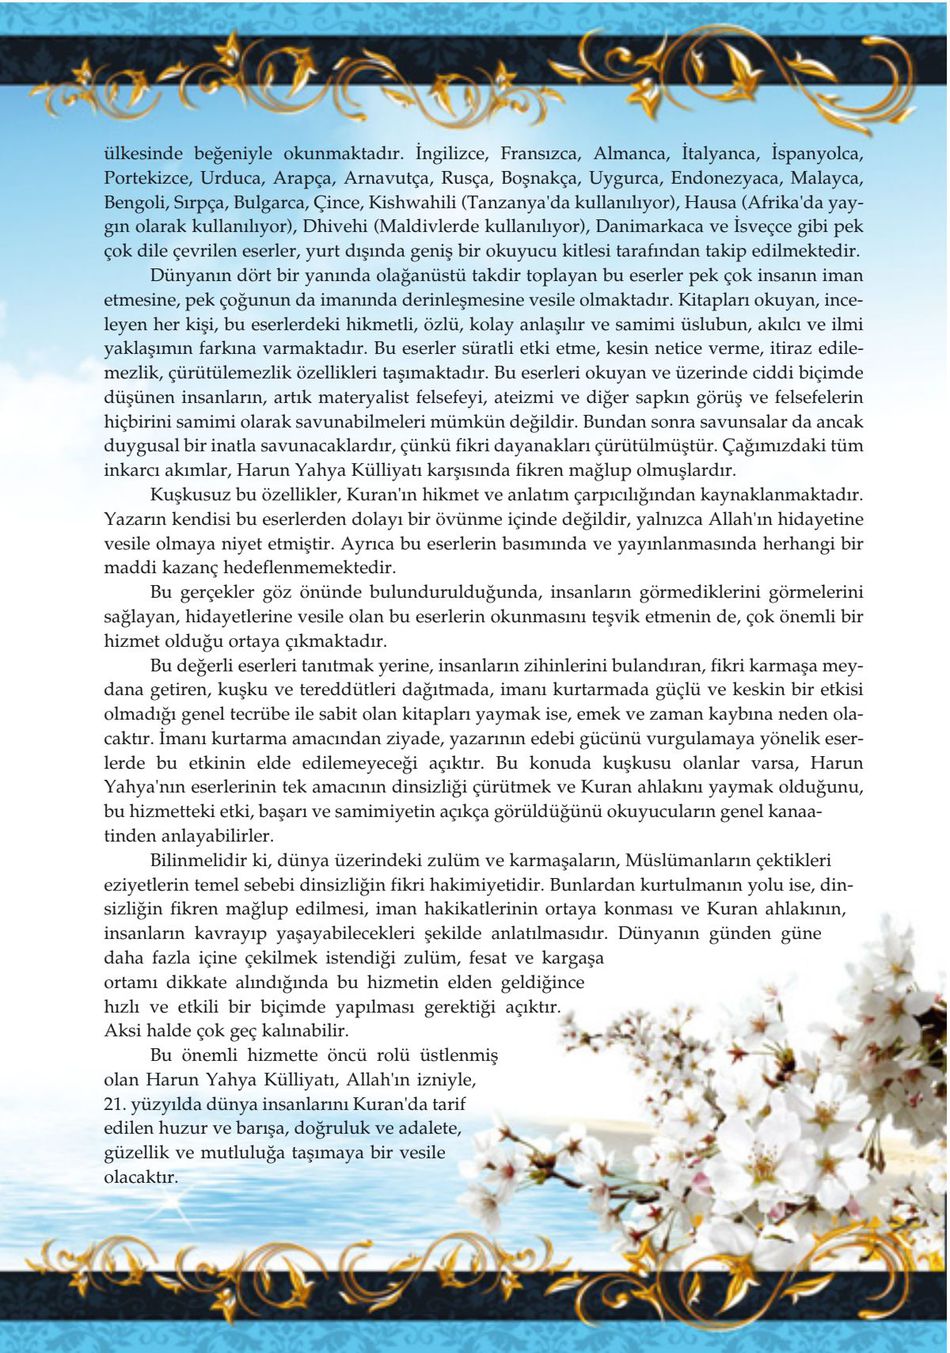 ülkesinde beğeniyle okunmaktadır. İngilizce, Fransızca, Almanca, İtalyanca, İspanyolca,
Portekizce, Urduca, Arapça, Arnavutça, Rusça, Boşnakça, Uygurca, Endonezyaca, Malayca,
Bengoli, Sırpça, Bulgarca, Çince, Kishwahili (Tanzanya'da kullanılıyor), Hausa (Afrika'da yay-
gın olarak kullanılıyor), Dhivehi (Maldivlerde kullanılıyor), Danimarkaca ve İsveçce gibi pek
çok dile çevrilen eserler, yurt dışında geniş bir okuyucu kitlesi tarafından takip edilmektedir.
Dünyanın dört bir yanında olağanüstü takdir toplayan bu eserler pek çok insanın iman
etmesine, pek çoğunun da imanında derinleşmesine vesile olmaktadır. Kitapları okuyan, ince-
leyen her kişi, bu eserlerdeki hikmetli, özlü, kolay anlaşılır ve samimi üslubun, akılcı ve ilmi
yaklaşımın farkına varmaktadır. Bu eserler süratli etki etme, kesin netice verme, itiraz edile-
mezlik, çürütülemezlik özellikleri taşımaktadır. Bu eserleri okuyan ve üzerinde ciddi biçimde
düşünen insanların, artık materyalist felsefeyi, ateizmi ve diğer sapkın görüş ve felsefelerin
hiçbirini samimi olarak savunabilmeleri mümkün değildir. Bundan sonra savunsalar da ancak
duygusal bir inatla savunacaklardır, çünkü fikri dayanakları çürütülmüştür. Çağımızdaki tüm
inkarcı akımlar, Harun Yahya Külliyatı karşısında fikren mağlup olmuşlardır.
Kuşkusuz bu özellikler, Kuran'ın hikmet ve anlatım çarpıcılığından kaynaklanmaktadır.
Yazarın kendisi bu eserlerden dolayı bir övünme içinde değildir, yalnızca Allah'ın hidayetine
vesile olmaya niyet etmiştir. Ayrıca bu eserlerin basımında ve yayınlanmasında herhangi bir
maddi kazanç hedeflenmemektedir.
Bu gerçekler göz önünde bulundurulduğunda, insanların görmediklerini görmelerini
sağlayan, hidayetlerine vesile olan bu eserlerin okunmasını teşvik etmenin de, çok önemli bir
hizmet olduğu ortaya çıkmaktadır.
Bu değerli eserleri tanıtmak yerine, insanların zihinlerini bulandıran, fikri karmaşa mey-
dana getiren, kuşku ve tereddütleri dağıtmada, imanı kurtarmada güçlü ve keskin bir etkisi
olmadığı genel tecrübe ile sabit olan kitapları yaymak ise, emek ve zaman kaybına neden ola-
caktır. İmanı kurtarma amacından ziyade, yazarının edebi gücünü vurgulamaya yönelik eser-
lerde bu etkinin elde edilemeyeceği açıktır. Bu konuda kuşkusu olanlar varsa, Harun
Yahya'nın eserlerinin tek amacının dinsizliği çürütmek ve Kuran ahlakını yaymak olduğunu,
bu hizmetteki etki, başarı ve samimiyetin açıkça görüldüğünü okuyucuların genel kanaa-
tinden anlayabilirler.
Bilinmelidir ki, dünya üzerindeki zulüm ve karmaşaların, Müslümanların çektikleri
eziyetlerin temel sebebi dinsizliğin fikri hakimiyetidir. Bunlardan kurtulmanın yolu ise, din-
sizliğin fikren mağlup edilmesi, iman hakikatlerinin ortaya konması ve Kuran ahlakının,
insanların kavrayıp yaşayabilecekleri şekilde anlatılmasıdır. Dünyanın günden güne
daha fazla içine çekilmek istendiği zulüm, fesat ve kargaşa
ortamı dikkate alındığında bu hizmetin elden geldiğince
hızlı ve etkili bir biçimde yapılması gerektiği açıktır.
Aksi halde çok geç kalınabilir.
Bu önemli hizmette öncü rolü üstlenmiş
olan Harun Yahya Külliyatı, Allah'ın izniyle,
21. yüzyılda dünya insanlarını Kuran'da tarif
edilen huzur ve barışa, doğruluk ve adalete,
güzellik ve mutluluğa taşımaya bir vesile
olacaktır.